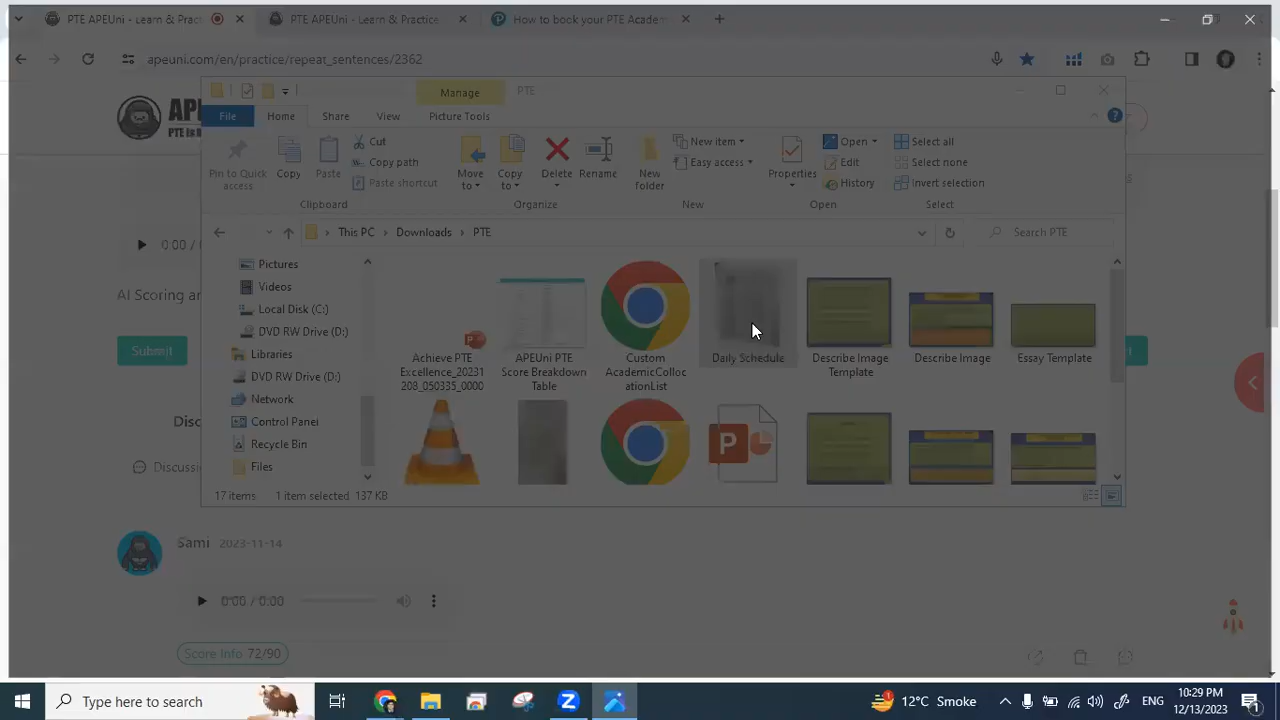 PTE APEUni - Learn & Pract
PTE APEUni - Learn & Practice
How to book your PTE Academ
apeuni.com/en/practice/repeat_sentences/2362
Manage
PTE
File
Home
Share
View
Picture Tools
Pin to Quick access
Copy
Paste
Cut
Copy path
Paste shortcut
Move to
Copy to
Delete
Rename
New folder
New item
Easy access
Properties
Open
Edit
History
Select all
Select none
Invert selection
Clipboard
Organize
New
Open
Select
This PC
Downloads
PTE
Search PTE
Pictures
Videos
Local Disk (C:)
DVD RW Drive (D:)
Libraries
DVD RW Drive (D:)
Network
Control Panel
Recycle Bin
Files
Achieve PTE
Excellence_20231
208_050335_0000
APEUni PTE
Score Breakdown
Table
Custom
AcademicColloc
ationList
Daily Schedule
Describe Image
Template
Describe Image
Essay Template
17 items
1 item selected. 137 KB
0:00 /
AI Scoring an
Submit
Disc
Discussi
Sami 2023-11-14
0:00 / 0:00
Score Info 72/90
Type here to search
12°C Smoke
ENG
10:29 PM
12/13/2023
1